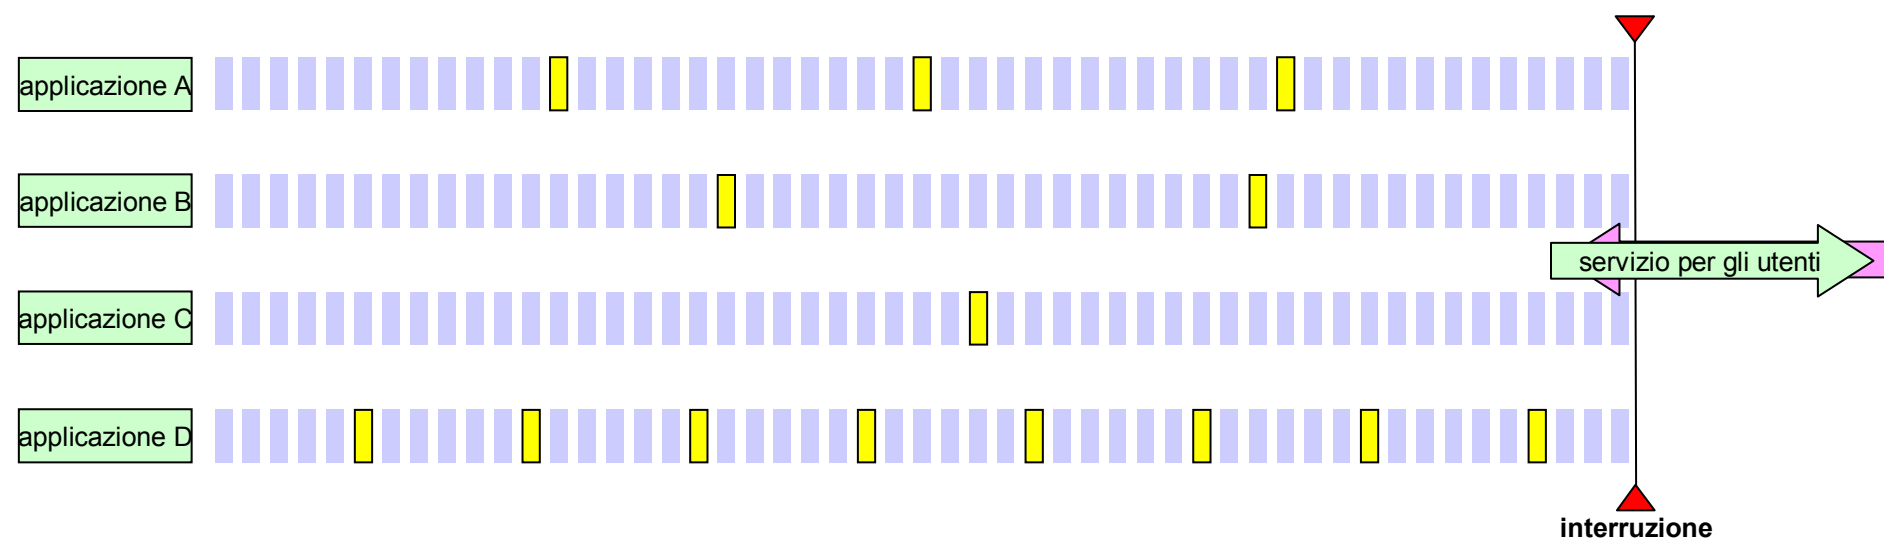 applicazione A
applicazione B
servizio per gli utenti
applicazione C
applicazione D
interruzione